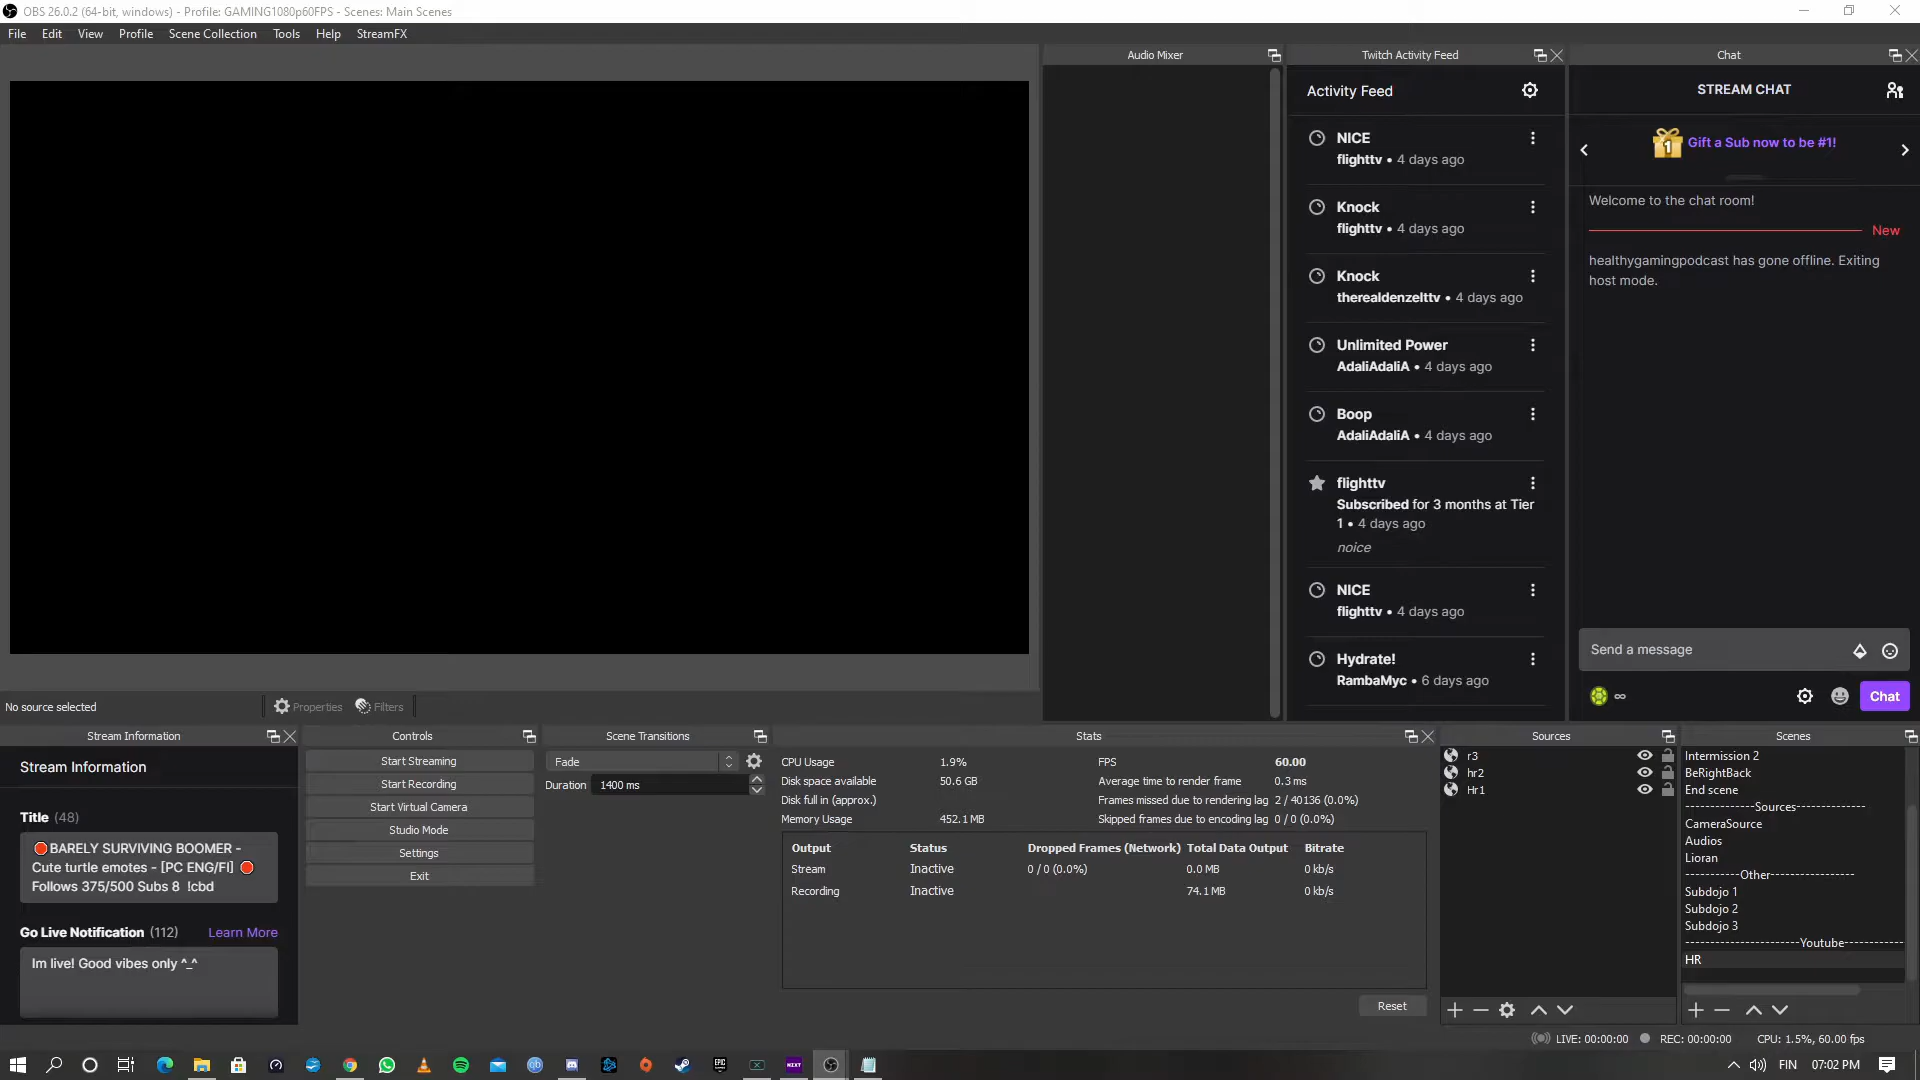 OBS 26.0.2 (64-bit, windows) - Profile: GAMING1080p60FPS - Scenes: Main Scenes
File Edit View Profile Scene Collection Tools Help StreamFX
Audio Mixer
Twitch Activity Feed
Activity Feed
NICE
flighttv • 4 days ago
Knock
flighttv • 4 days ago
Knock
therealdenzelttv • 4 days ago
Unlimited Power
AdaliAdaliA • 4 days ago
Boop
AdaliAdaliA • 4 days ago
flighttv
Subscribed for 3 months at Tier
1 • 4 days ago
noice
NICE
flighttv • 4 days ago
Hydrate!
RambaMyc • 6 days ago
Chat
STREAM CHAT
1 Gift a Sub now to be #1!
Welcome to the chat room!
New
healthygamingpodcast has gone offline. Exiting
host mode.
Send a message
∞
Chat
No source selected Properties Filters
Stream Information
Stream Information
Title (48)
🛑BARELY SURVIVING BOOMER -
Cute turtle emotes - [PC ENG/FI] 🛑
Follows 375/500 Subs 8 !cbd
Go Live Notification (112) Learn More
Im live! Good vibes only ^_^
Controls
Start Streaming
Start Recording
Start Virtual Camera
Studio Mode
Settings
Exit
Scene Transitions
Fade
Duration 1400 ms
Stats
CPU Usage 1.9% FPS 60.00
Disk space available 50.6 GB Average time to render frame 0.3 ms
Disk full in (approx.) Frames missed due to rendering lag 2 / 40136 (0.0%)
Memory Usage 452.1 MB Skipped frames due to encoding lag 0 / 0 (0.0%)
Output Status Dropped Frames (Network) Total Data Output Bitrate
Stream Inactive 0 / 0 (0.0%) 0.0 MB 0 kb/s
Recording Inactive 74.1 MB 0 kb/s
Reset
Sources
r3
hr2
Hr1
Scenes
Intermission 2
BeRightBack
End scene
--------------Sources--------------
CameraSource
Audios
Lioran
-----------Other-----------------
Subdojo 1
Subdojo 2
Subdojo 3
-----------------------Youtube------------
HR
LIVE: 00:00:00 REC: 00:00:00 CPU: 1.5%, 60.00 fps
qb EPIC NEXT FIN 07:02 PM